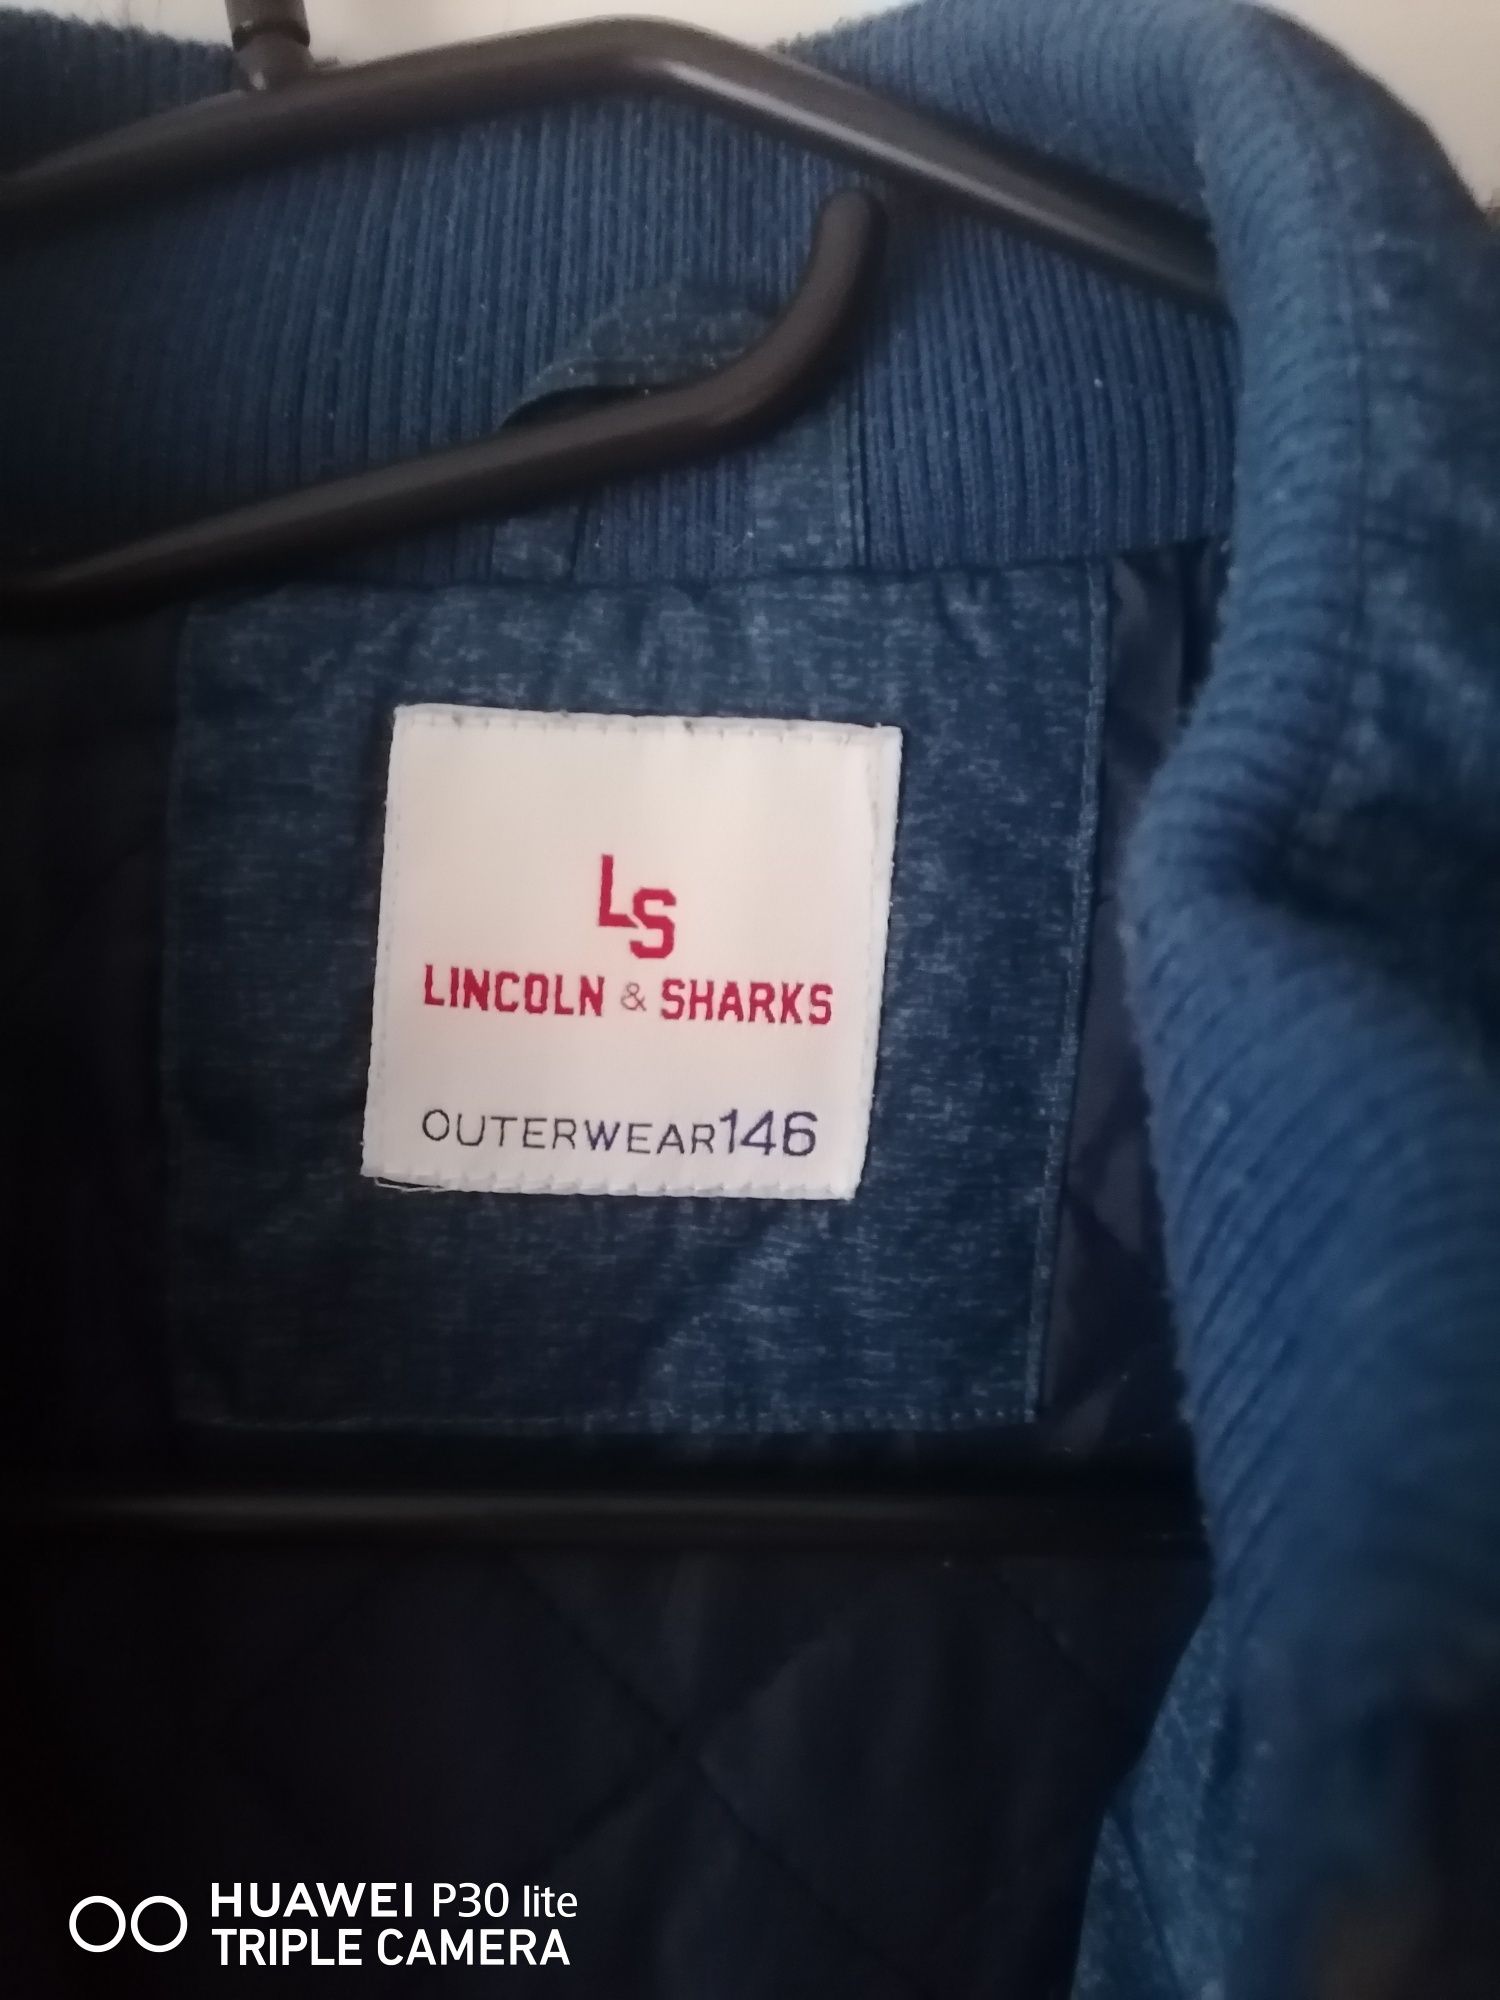 LS
LINCOLN & SHARKS
OUTERWEAR146
HUAWEI P30 lite
TRIPLE CAMERA